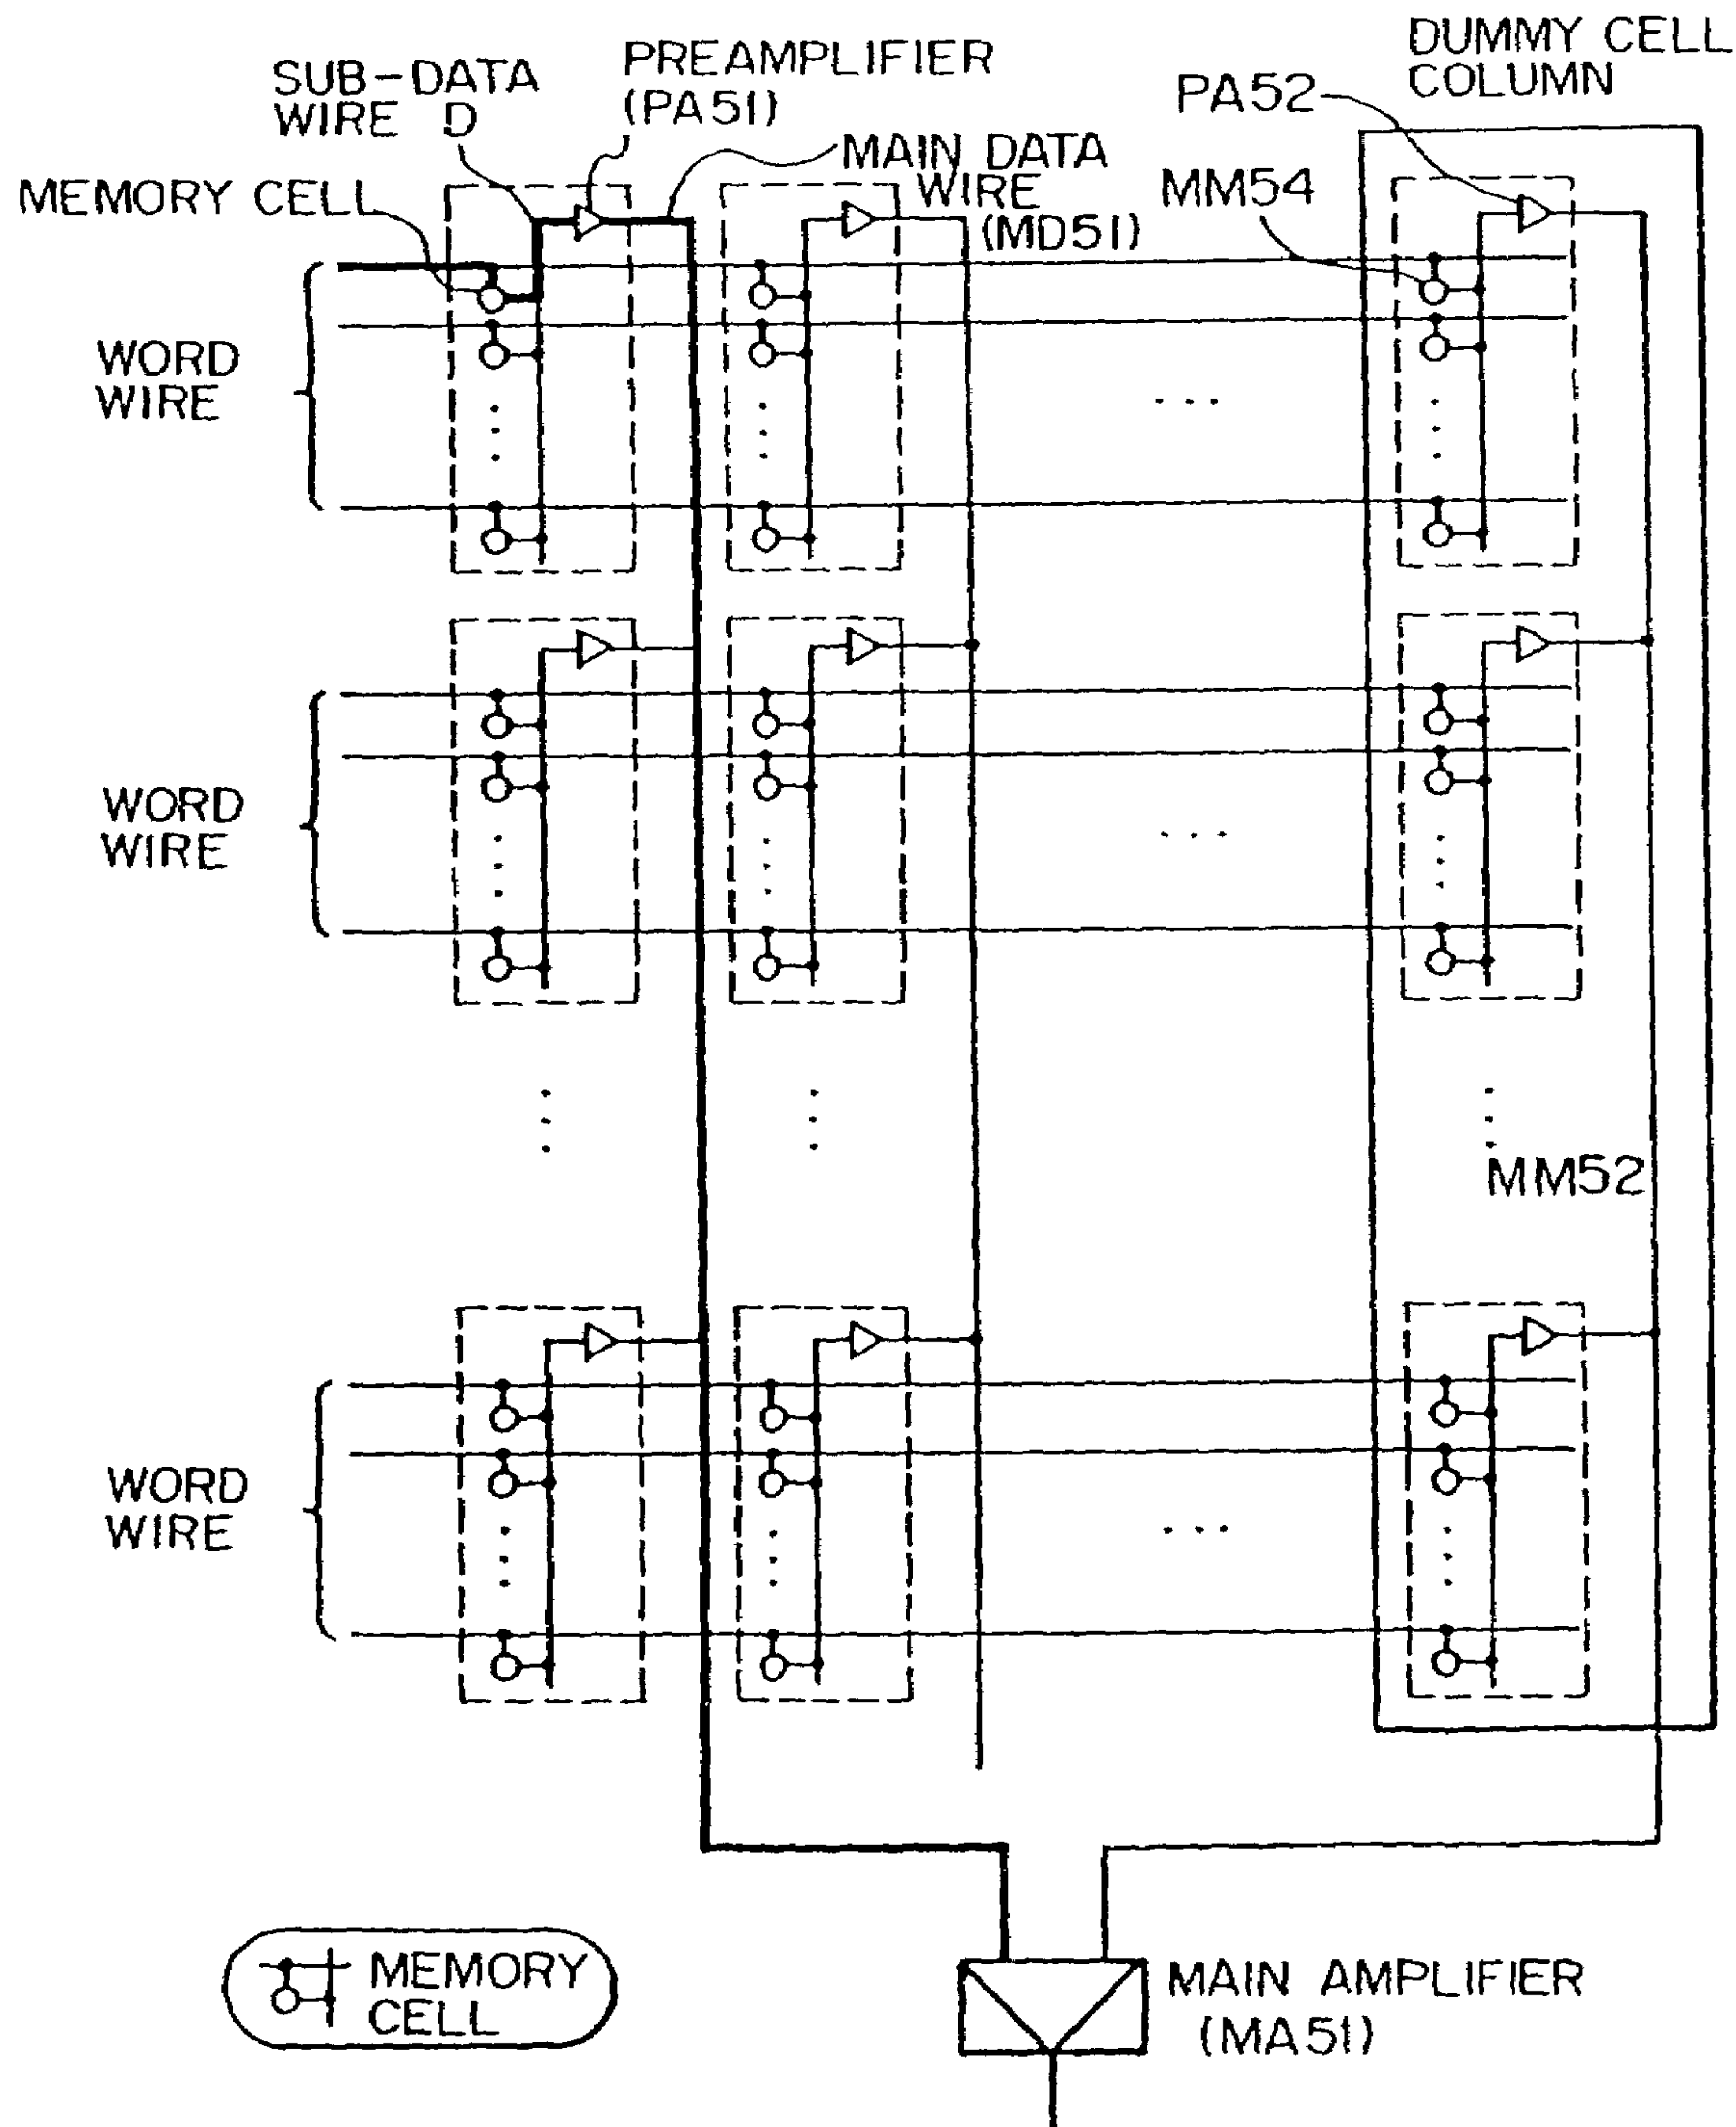 SUB-DATA
WIRE D
PREAMPLIFIER
(PA51)
DUMMY CELL
COLUMN
PA52
MAIN DATA
WIRE
(MD51)
MEMORY CELL
MM54
WORD
WIRE
WORD
WIRE
MM52
WORD
WIRE
MEMORY
CELL
MAIN AMPLIFIER
(MA51)